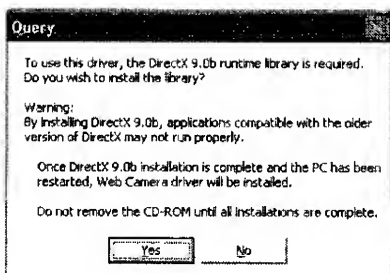 Query
To use this driver, the DirectX 9.0b runtime library is required.
Do you wish to install the library?
Warning:
By installing DirectX 9.0b, applications compatible with the older
version of DirectX may not run properly.
Once DirectX 9.0b installation is complete and the PC has been
restarted, Web Camera driver will be installed.
Do not remove the CD-ROM until all installations are complete.
Yes
No